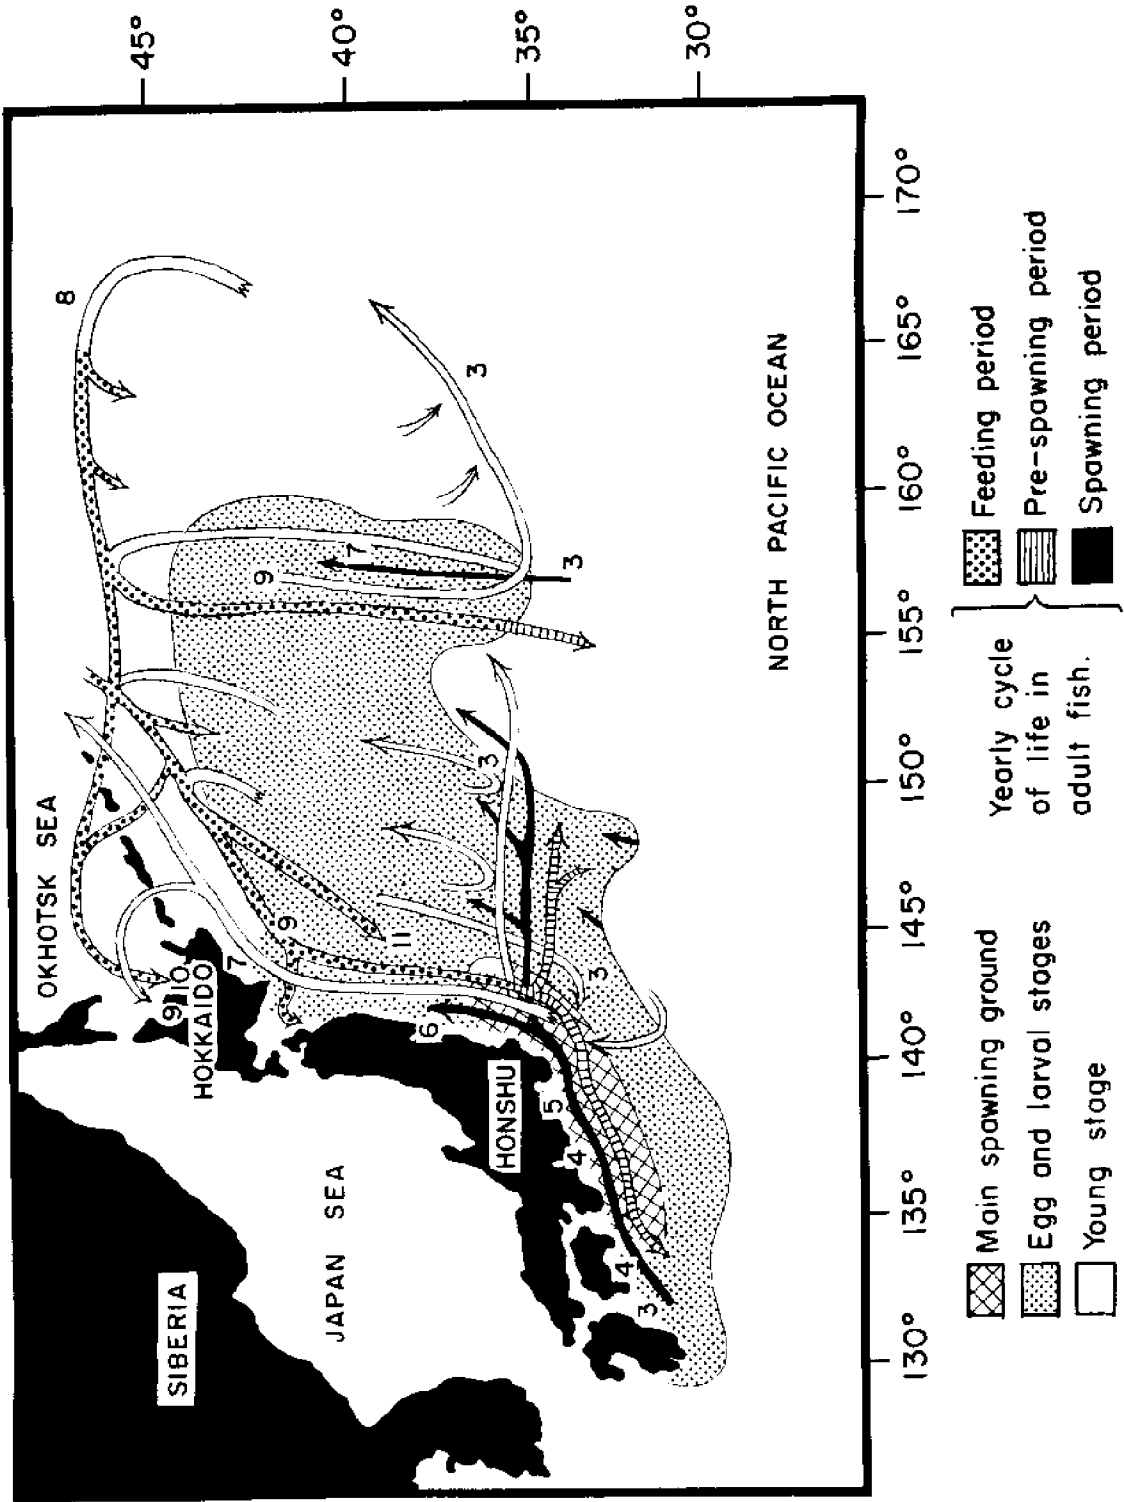 OKHOTSK SEA
SIBERIA
HOKKAIDO
JAPAN SEA
HONSHU
NORTH PACIFIC OCEAN
45°
40°
35°
30°
130°
135°
140°
145°
150°
155°
160°
165°
170°
8
3
7
9
3
3
9
11
7
9
10
6
5
4
4
3
3
Main spawning ground
Egg and larval stages
Young stage
Yearly cycle
of life in
adult fish.
Feeding period
Pre-spawning period
Spawning period